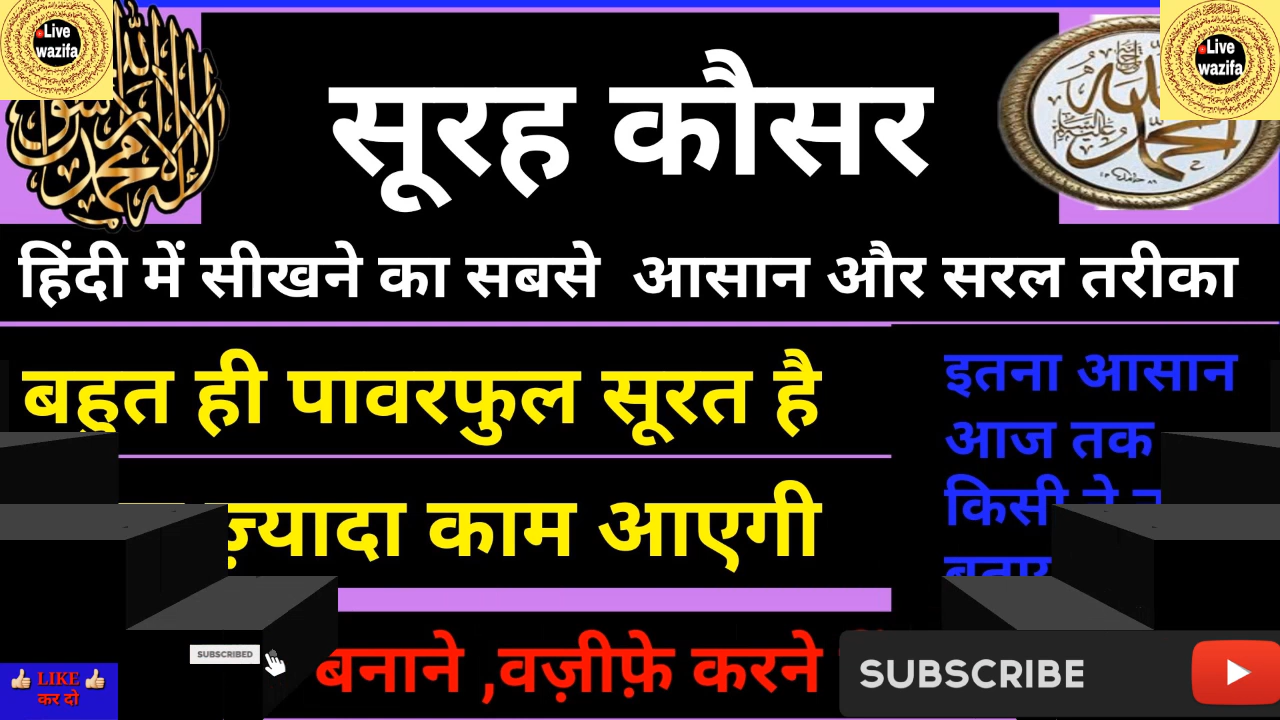 Live
wazifa
Live
wazifa
सूरह कौसर
हिंदी में सीखने का सबसे आसान और सरल तरीका
बहुत ही पावरफुल सूरत है
इतना आसान
आज तक
किसी
ज़्यादा काम आएगी
बनाने ,वज़ीफ़े करने
SUBSCRIBED
SUBSCRIBE
LIKE
कर दो